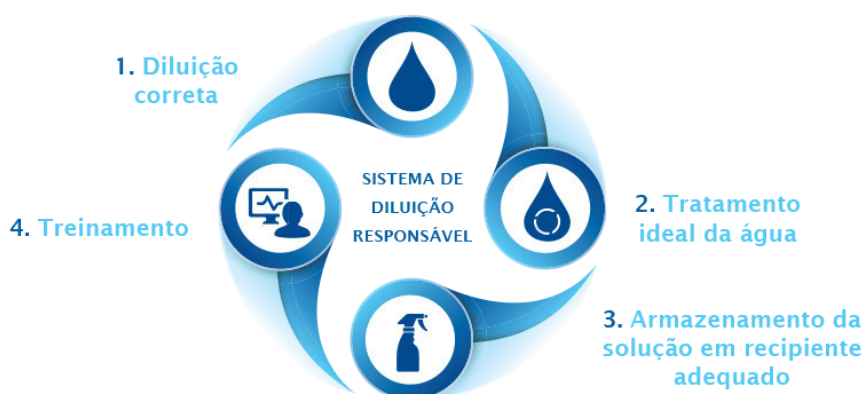 1. Diluição
correta
SISTEMA DE
DILUIÇÃO
RESPONSÁVEL
2. Tratamento
ideal da água
3. Armazenamento da
solução em recipiente
adequado
4. Treinamento